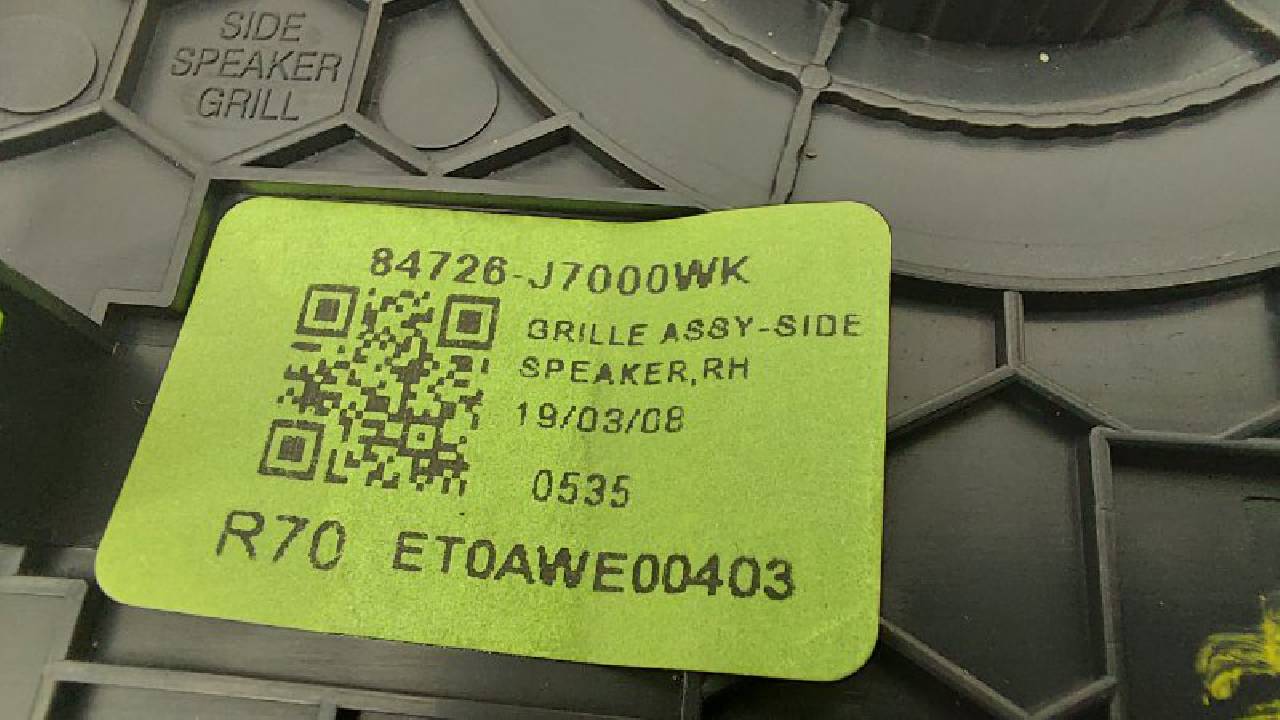 SIDE
SPEAKER
GRILL
84726-J7000WK
GRILLE ASSY-SIDE
SPEAKER,RH
19/03/08
0535
R70 ET0AWE00403